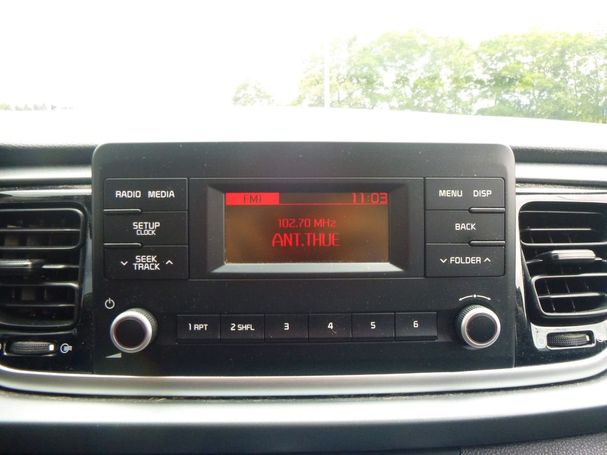 FM1 11:03
102.70 MHz
ANT.THUE
RADIO MEDIA
SETUP
CLOCK
SEEK
TRACK
MENU DISP
BACK
FOLDER
1 RPT 2 SHFL 3 4 5 6